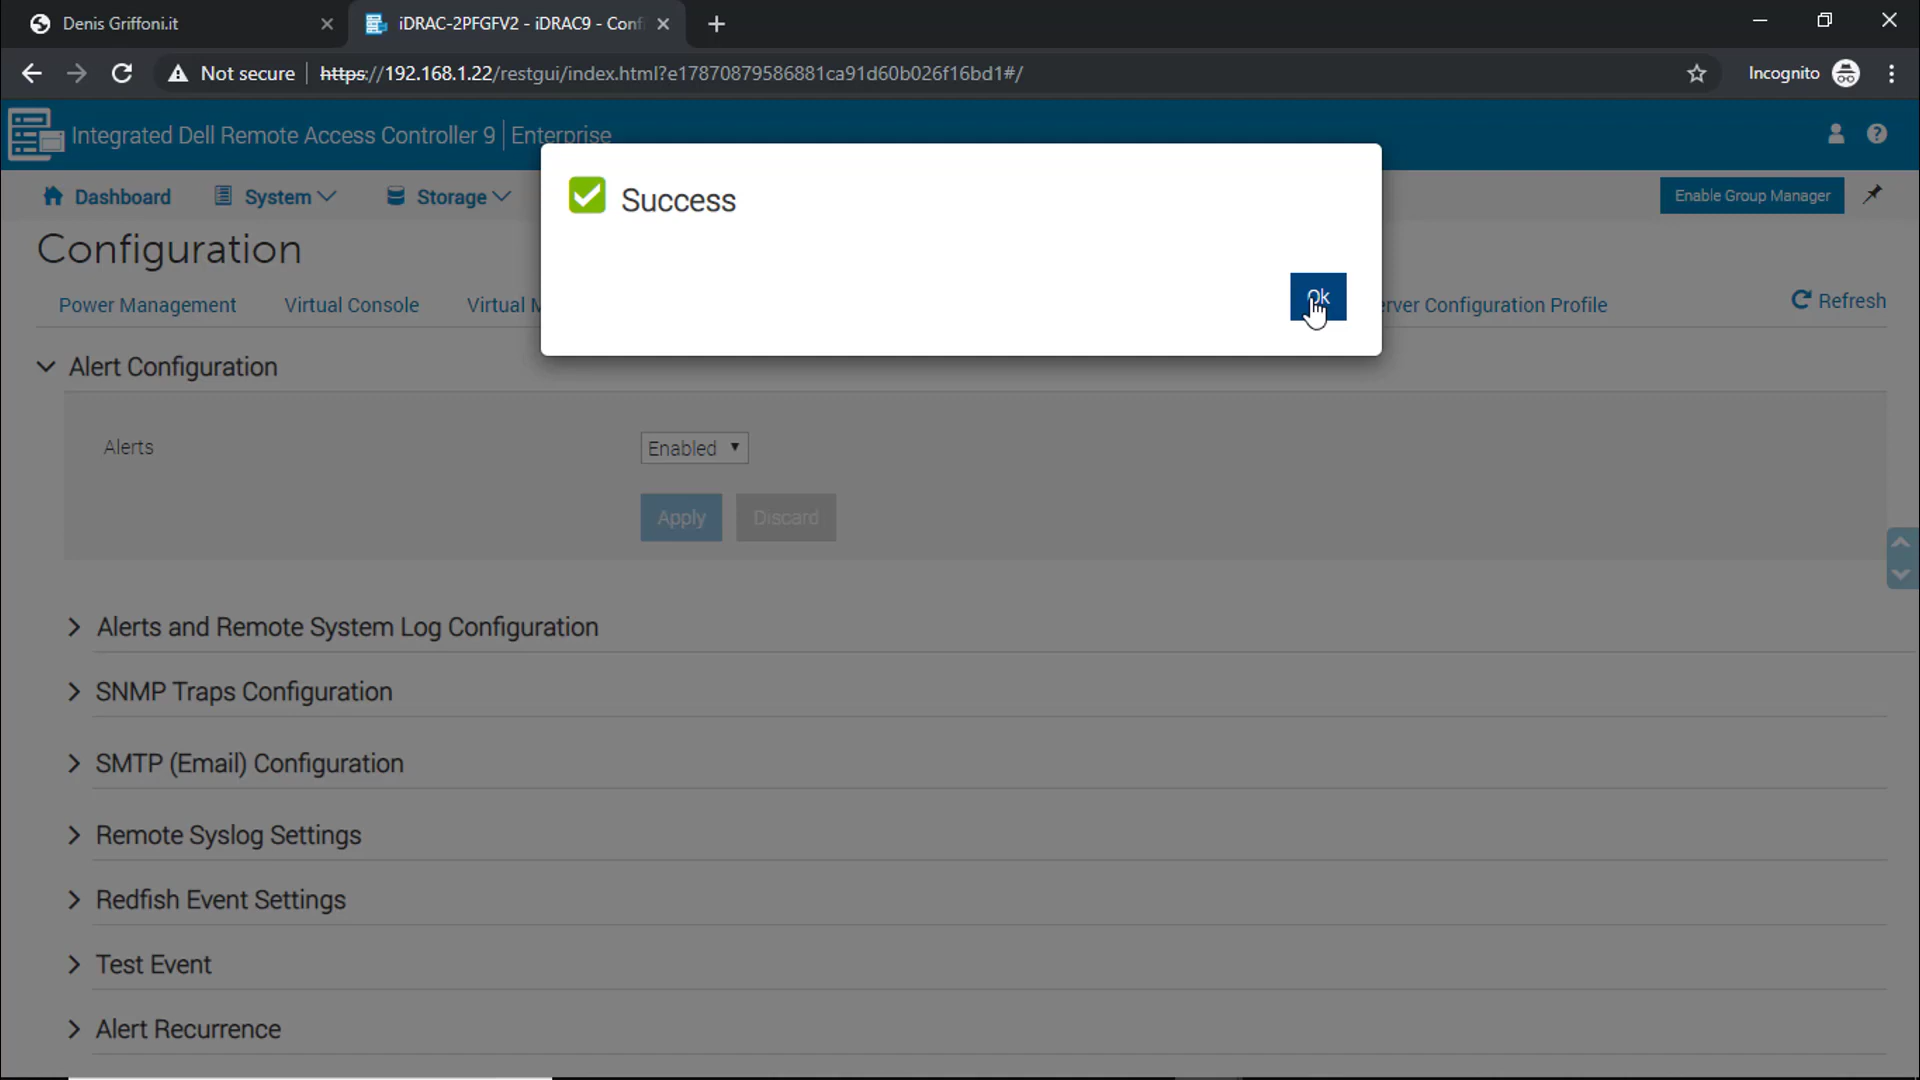 Denis Griffoni.it
iDRAC-2PFGFV2 - iDRAC9 - Conf
Not secure
https://192.168.1.22/restgui/index.html?e17870879586881ca91d60b026f16bd1#/
Incognito
Integrated Dell Remote Access Controller 9 | Enterprise
Success
Dashboard
System
Storage
Enable Group Manager
Configuration
Ok
Power Management
Virtual Console
Virtual M
erver Configuration Profile
Refresh
Alert Configuration
Alerts
Enabled
Apply
Discard
Alerts and Remote System Log Configuration
SNMP Traps Configuration
SMTP (Email) Configuration
Remote Syslog Settings
Redfish Event Settings
Test Event
Alert Recurrence